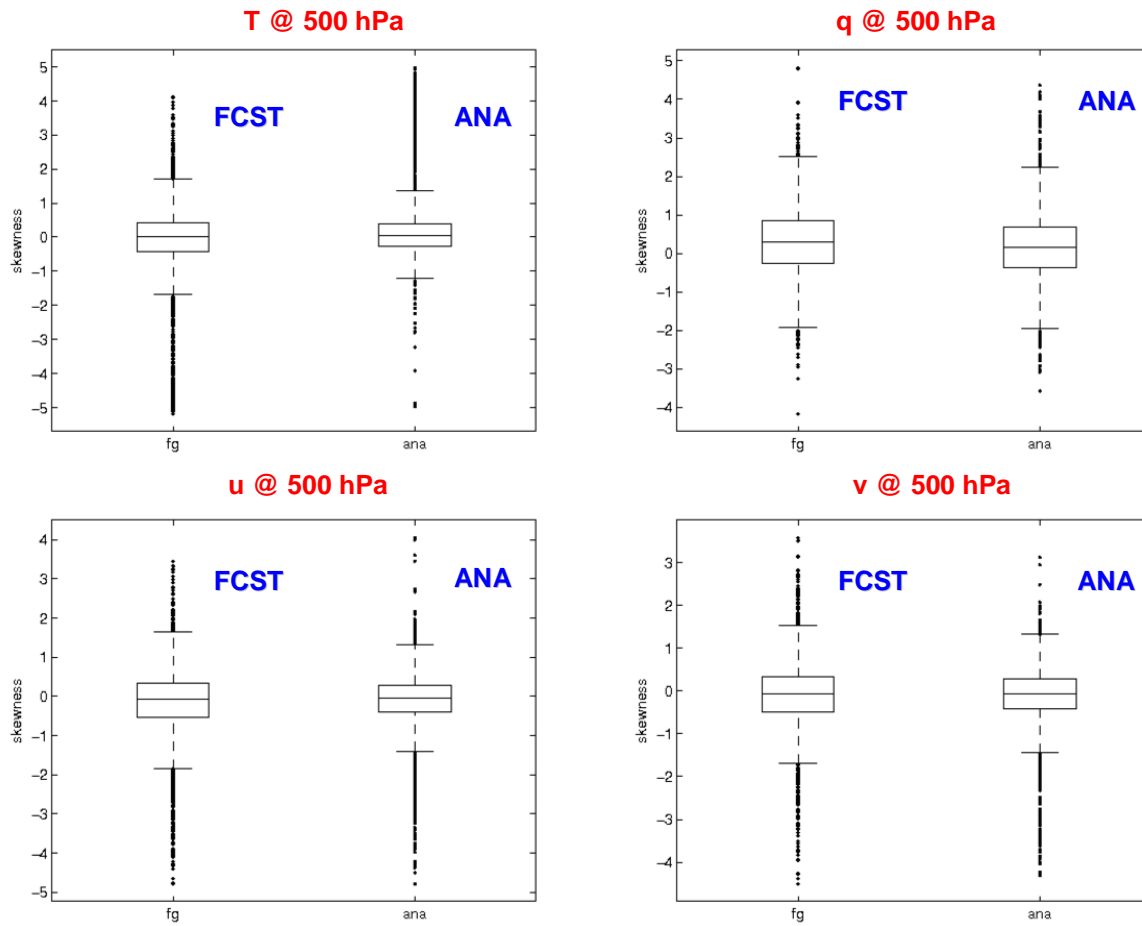 T @ 500 hPa
q @ 500 hPa
5
4
3
2
1
0
−1
−2
−3
−4
−5
skewness
FCST
ANA
fg
ana
5
4
3
2
1
0
−1
−2
−3
−4
skewness
FCST
ANA
fg
ana
u @ 500 hPa
v @ 500 hPa
4
3
2
1
0
−1
−2
−3
−4
−5
skewness
FCST
ANA
fg
ana
3
2
1
0
−1
−2
−3
−4
skewness
FCST
ANA
fg
ana